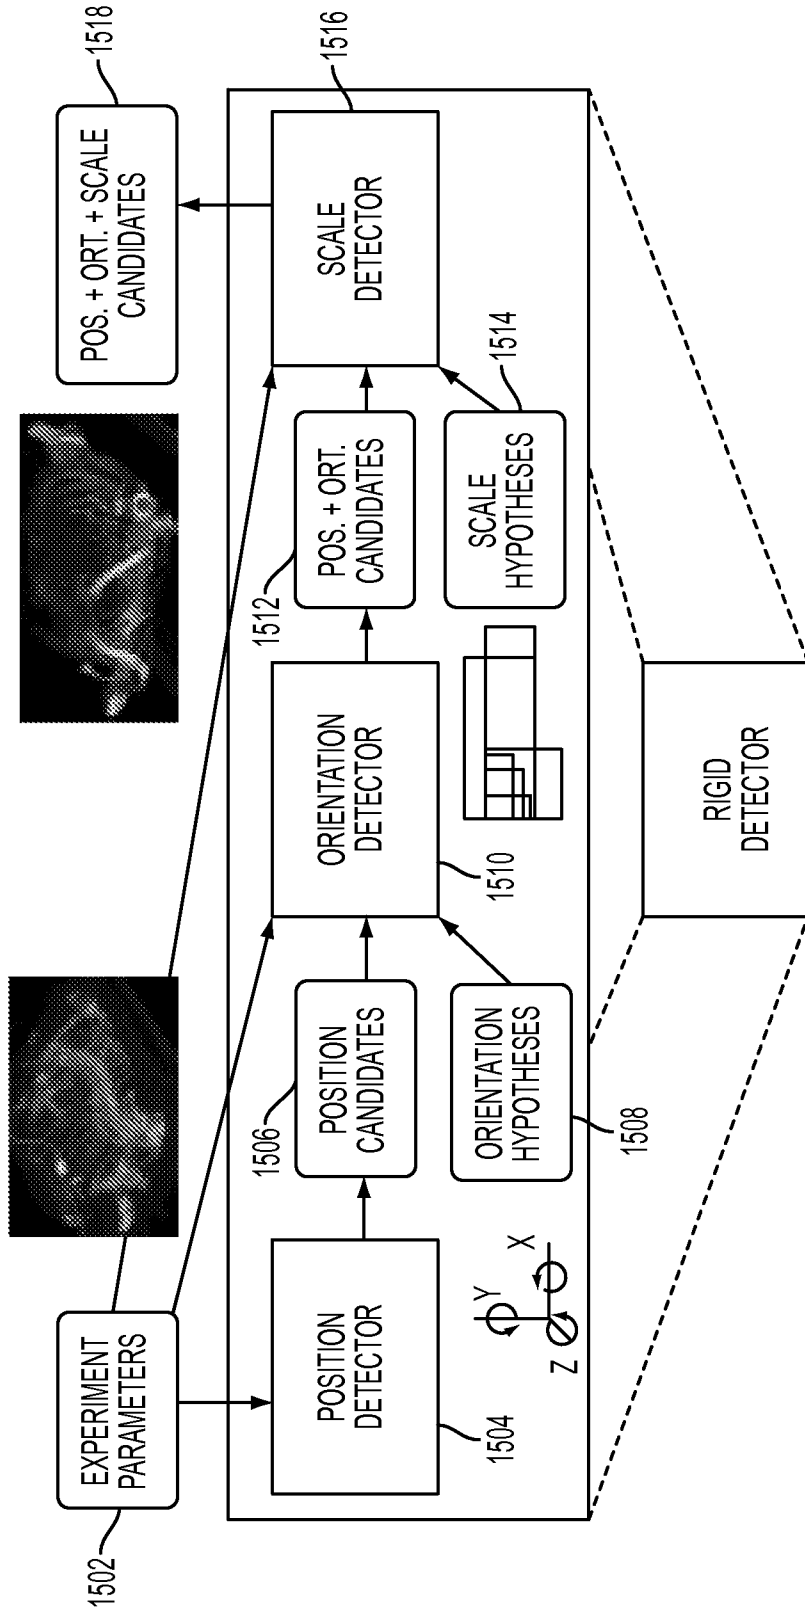 1502
EXPERIMENT
PARAMETERS
POS. + ORT. + SCALE
CANDIDATES
1518
POSITION
DETECTOR
1504
1506
POSITION
CANDIDATES
ORIENTATION
HYPOTHESES
1508
Y
X
Z
ORIENTATION
DETECTOR
1510
1512
POS. + ORT.
CANDIDATES
SCALE
HYPOTHESES
1514
SCALE
DETECTOR
1516
RIGID
DETECTOR